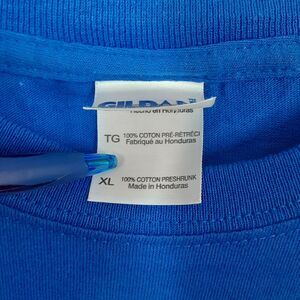 GILDAN
Hecho en Honduras
TG 100% COTON PRÉ-RÉTRÉCI
Fabriqué au Honduras
XL 100% COTTON PRESHRUNK
Made in Honduras